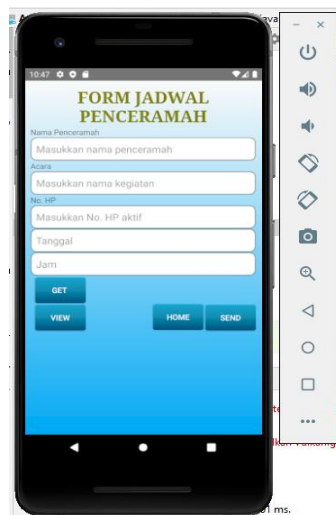 10:47
FORM JADWAL
PENCERAMAH
Nama Penceramah
Masukkan nama penceramah
Acara
Masukkan nama kegiatan
No. HP
Masukkan No. HP aktif
Tanggal
Jam
GET
VIEW
HOME
SEND
ms.